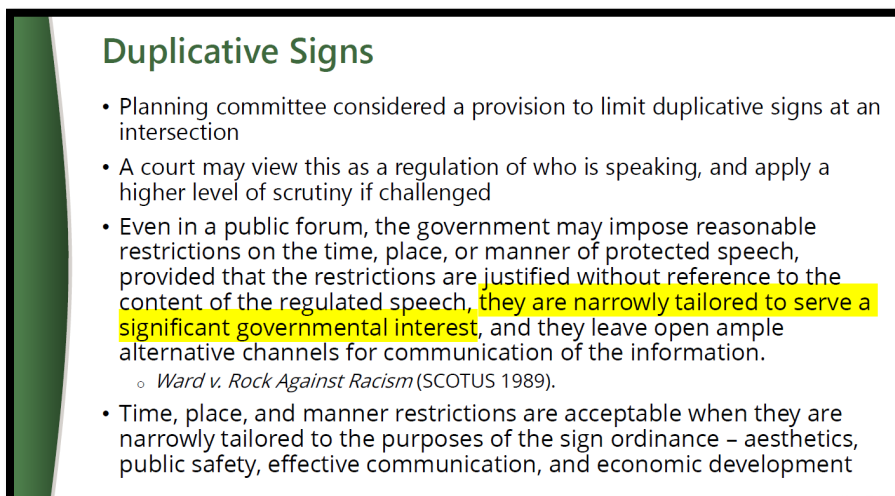 Duplicative Signs
• Planning committee considered a provision to limit duplicative signs at an
intersection
• A court may view this as a regulation of who is speaking, and apply a
higher level of scrutiny if challenged
• Even in a public forum, the government may impose reasonable
restrictions on the time, place, or manner of protected speech,
provided that the restrictions are justified without reference to the
content of the regulated speech, they are narrowly tailored to serve a
significant governmental interest, and they leave open ample
alternative channels for communication of the information.
○ Ward v. Rock Against Racism (SCOTUS 1989).
• Time, place, and manner restrictions are acceptable when they are
narrowly tailored to the purposes of the sign ordinance – aesthetics,
public safety, effective communication, and economic development